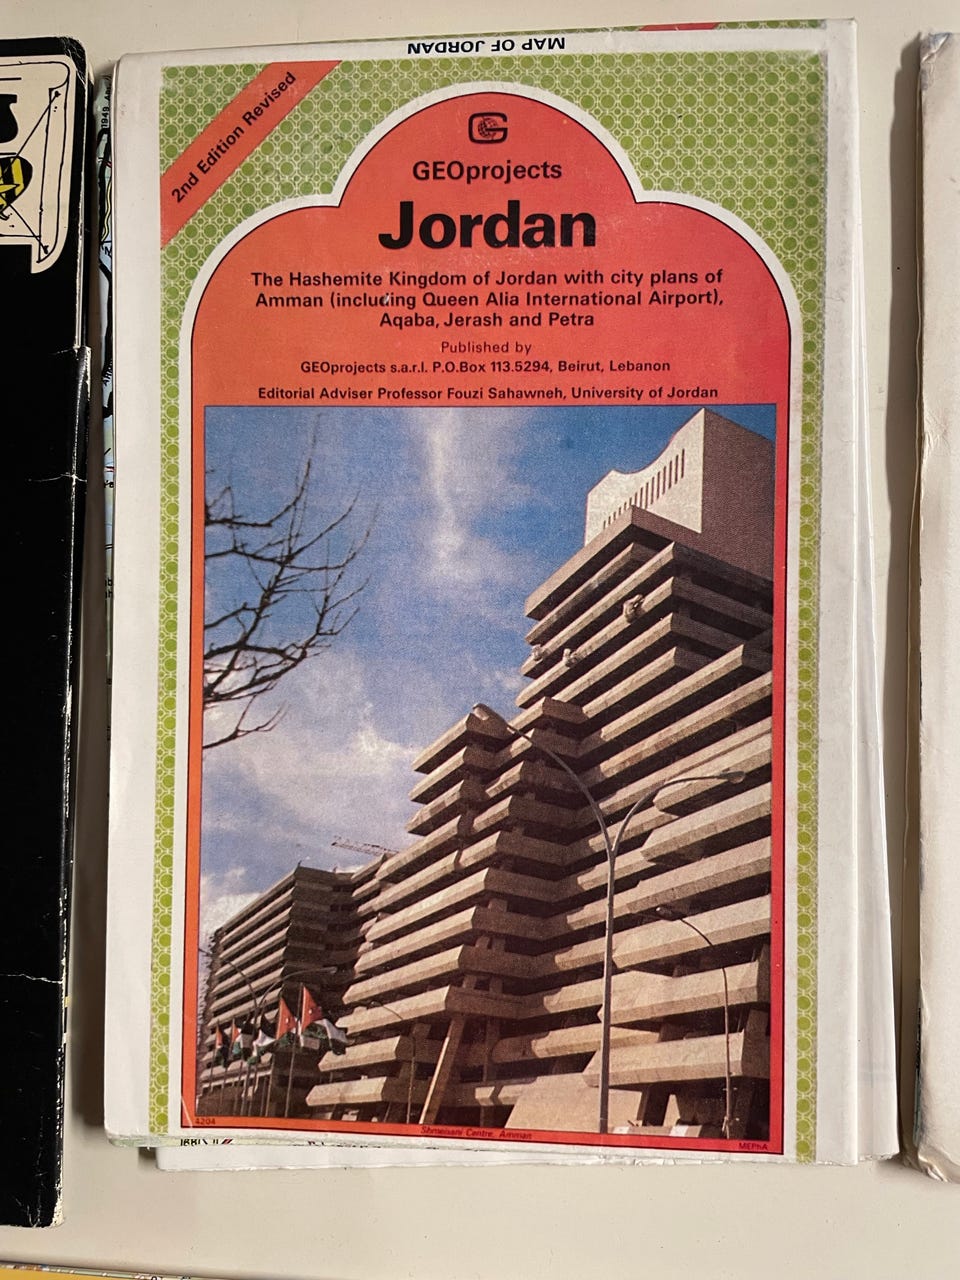 MAP OF JORDAN
2nd Edition Revised
G
GEOprojects
Jordan
The Hashemite Kingdom of Jordan with city plans of
Amman (including Queen Alia International Airport),
Aqaba, Jerash and Petra
Published by
GEOprojects s.a.r.l. P.O.Box 113.5294, Beirut, Lebanon
Editorial Adviser Professor Fouzi Sahawneh, University of Jordan
4204
Shmeisani Centre, Amman
MEPhA